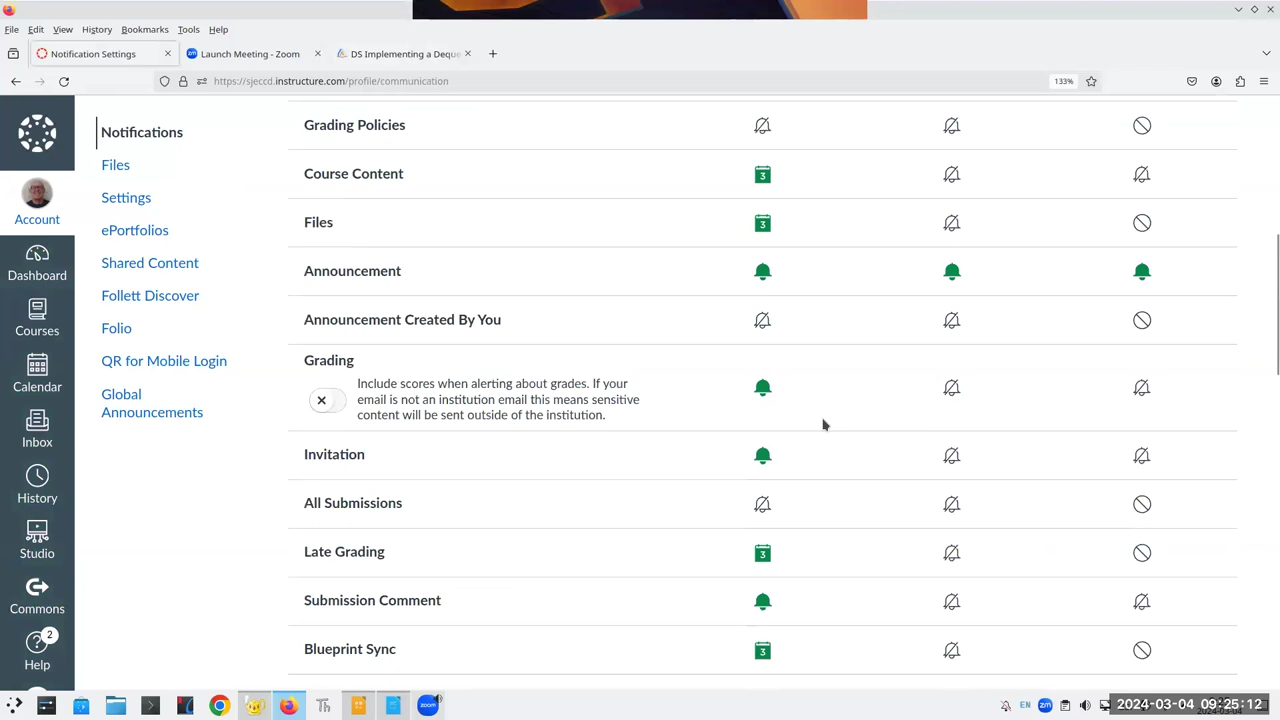 File Edit View History Bookmarks Tools Help
Notification Settings
Launch Meeting - Zoom
DS Implementing a Deque
https://sjeccd.instructure.com/profile/communication
133%
Account
Dashboard
Courses
Calendar
Inbox
History
Studio
Commons
2
Help
Notifications
Files
Settings
ePortfolios
Shared Content
Follett Discover
Folio
QR for Mobile Login
Global
Announcements
Grading Policies
Course Content
3
Files
3
Announcement
Announcement Created By You
Grading
Include scores when alerting about grades. If your
email is not an institution email this means sensitive
content will be sent outside of the institution.
Invitation
All Submissions
Late Grading
3
Submission Comment
Blueprint Sync
3
Th
zoom
EN
zm
2024-03-04 09:25:12